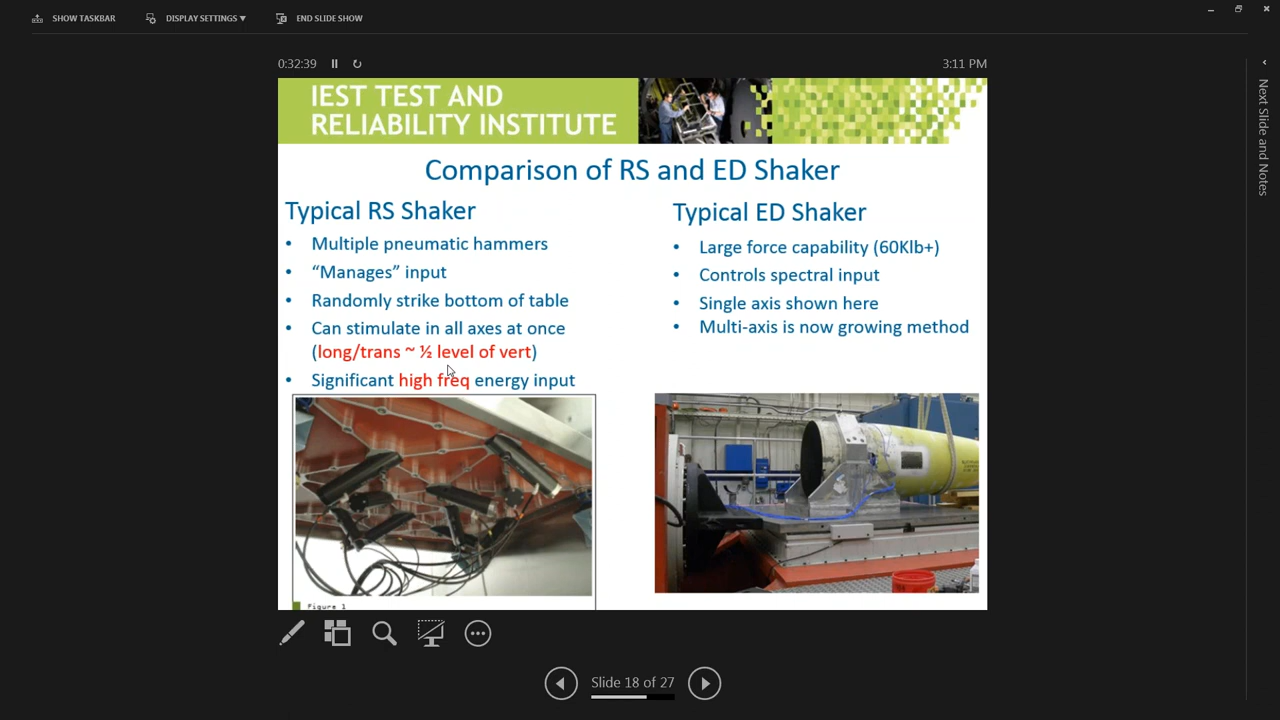 SHOW TASKBAR
DISPLAY SETTINGS ▼
END SLIDE SHOW
0:32:39
3:11 PM
Next Slide and Notes
IEST TEST AND
RELIABILITY INSTITUTE
Comparison of RS and ED Shaker
Typical RS Shaker
• Multiple pneumatic hammers
• “Manages” input
• Randomly strike bottom of table
• Can stimulate in all axes at once
(long/trans ~ ½ level of vert)
• Significant high freq energy input
Figure 1
Typical ED Shaker
• Large force capability (60Klb+)
• Controls spectral input
• Single axis shown here
• Multi-axis is now growing method
Slide 18 of 27